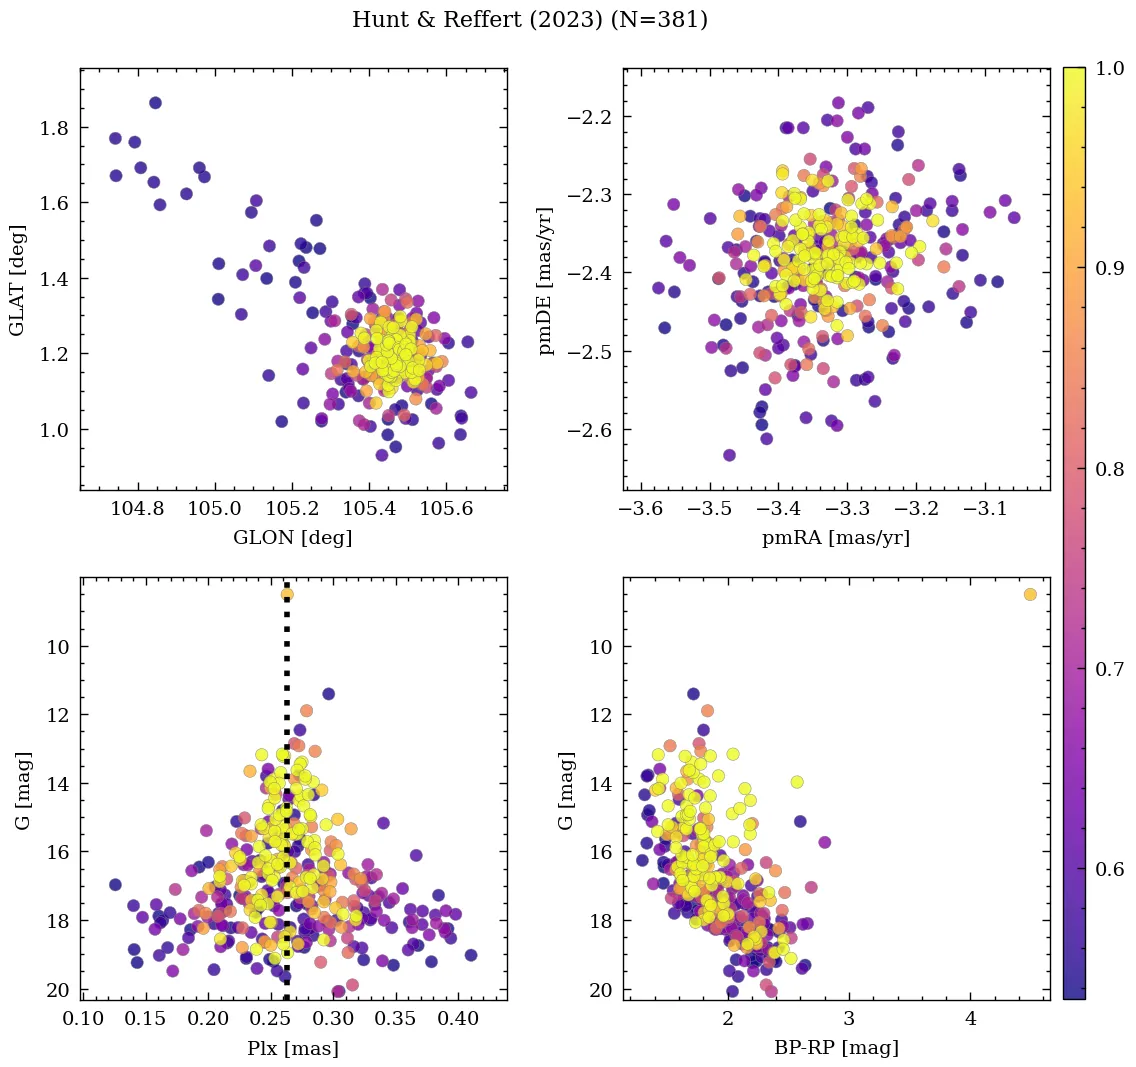 Hunt & Reffert (2023) (N=381)
GLAT [deg]
1.8
1.6
1.4
1.2
1.0
104.8 105.0 105.2 105.4 105.6
GLON [deg]
pmDE [mas/yr]
−2.2
−2.3
−2.4
−2.5
−2.6
−3.6 −3.5 −3.4 −3.3 −3.2 −3.1
pmRA [mas/yr]
1.0
0.9
0.8
0.7
0.6
G [mag]
10
12
14
16
18
20
0.10 0.15 0.20 0.25 0.30 0.35 0.40
Plx [mas]
G [mag]
10
12
14
16
18
20
2 3 4
BP-RP [mag]